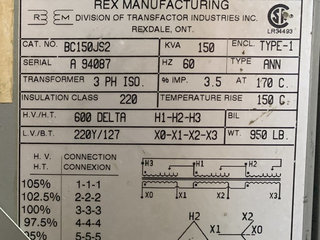 REX MANUFACTURING
DIVISION OF TRANSFACTOR INDUSTRIES INC.
REXDALE, ONT.
LR34493
CAT. NO. BC150JS2 KVA 150 ENCL. TYPE-1
SERIAL A 94087 HZ 60 TYPE ANN
TRANSFORMER 3 PH ISO. % IMP. 3.5 AT 170 C.
INSULATION CLASS 220 TEMPERATURE RISE 150 C.
H.V./H.T. 600 DELTA H1-H2-H3 BIL
L.V./B.T. 220Y/127 X0-X1-X2-X3 WT. 950 LB.
H. V. CONNECTION
H. T. CONNEXION
105% 1-1-1
102.5% 2-2-2
100% 3-3-3
97.5% 4-4-4
95% 5-5-5
H3 H2 H1
X0 X3 X2 X1 X0
H2
X0